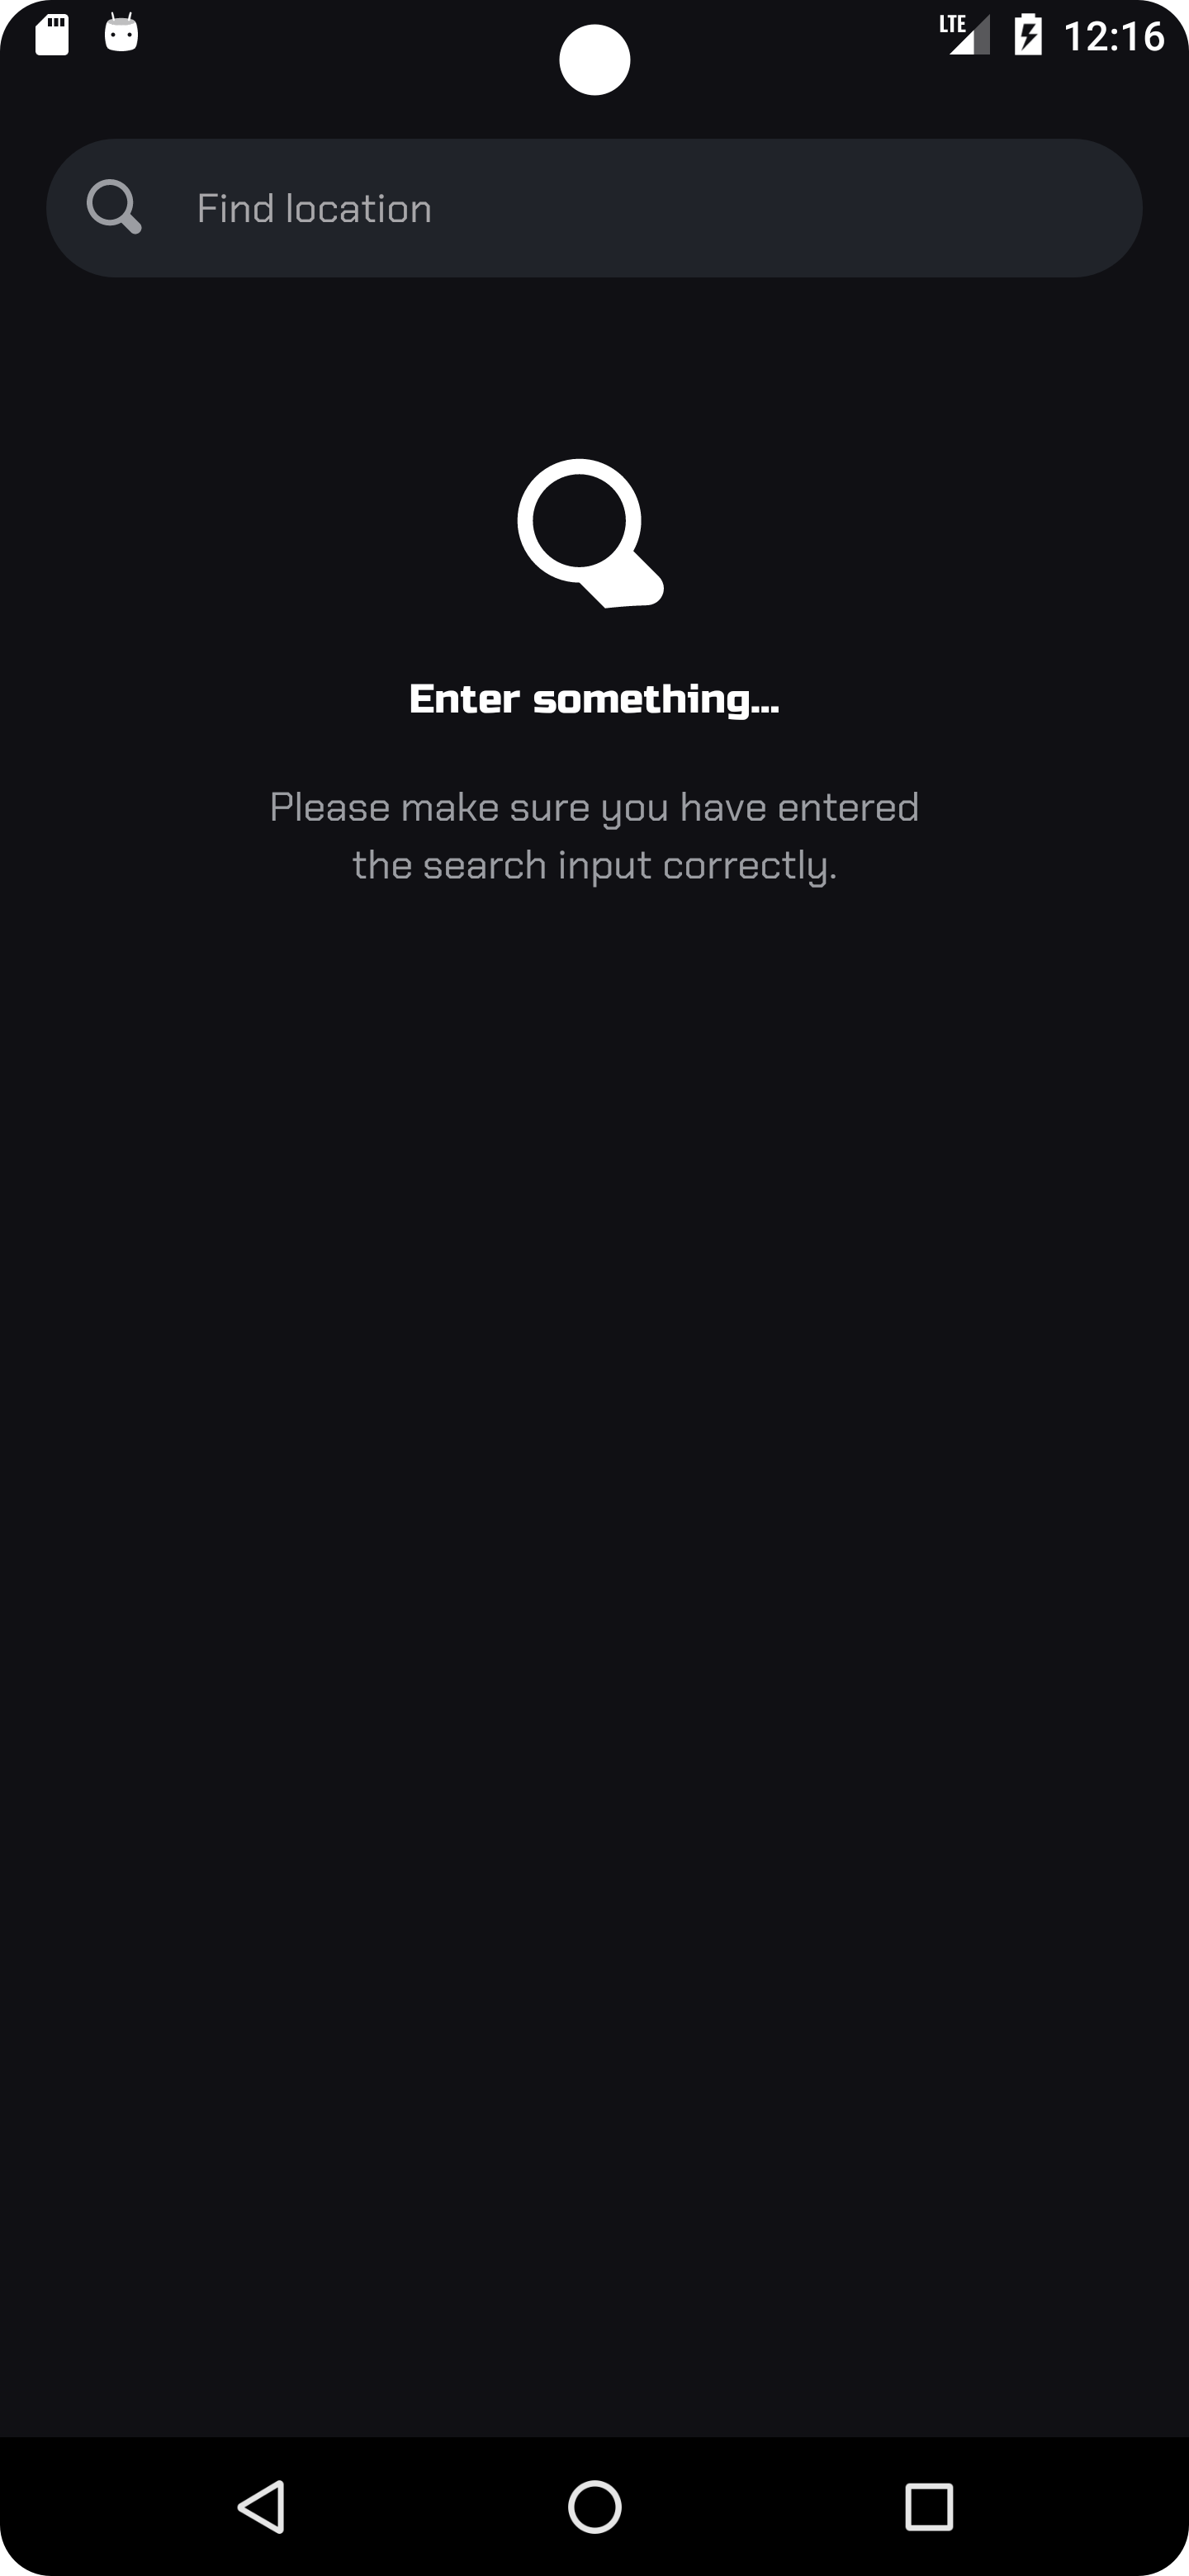 LTE 12:16
Find location
Enter something...
Please make sure you have entered
the search input correctly.